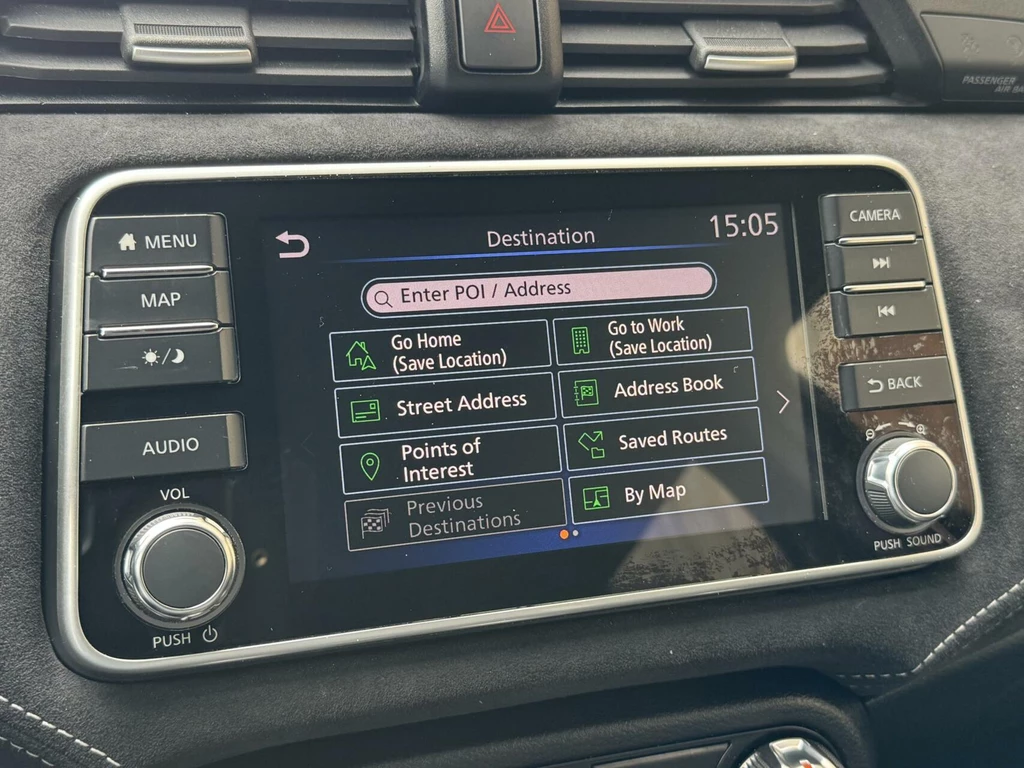 PASSENGER
AIR BA
MENU
MAP
AUDIO
VOL
PUSH
Destination
15:05
Enter POI / Address
Go Home
(Save Location)
Go to Work
(Save Location)
Street Address
Address Book
Points of
Interest
Saved Routes
Previous
Destinations
By Map
CAMERA
BACK
PUSH SOUND